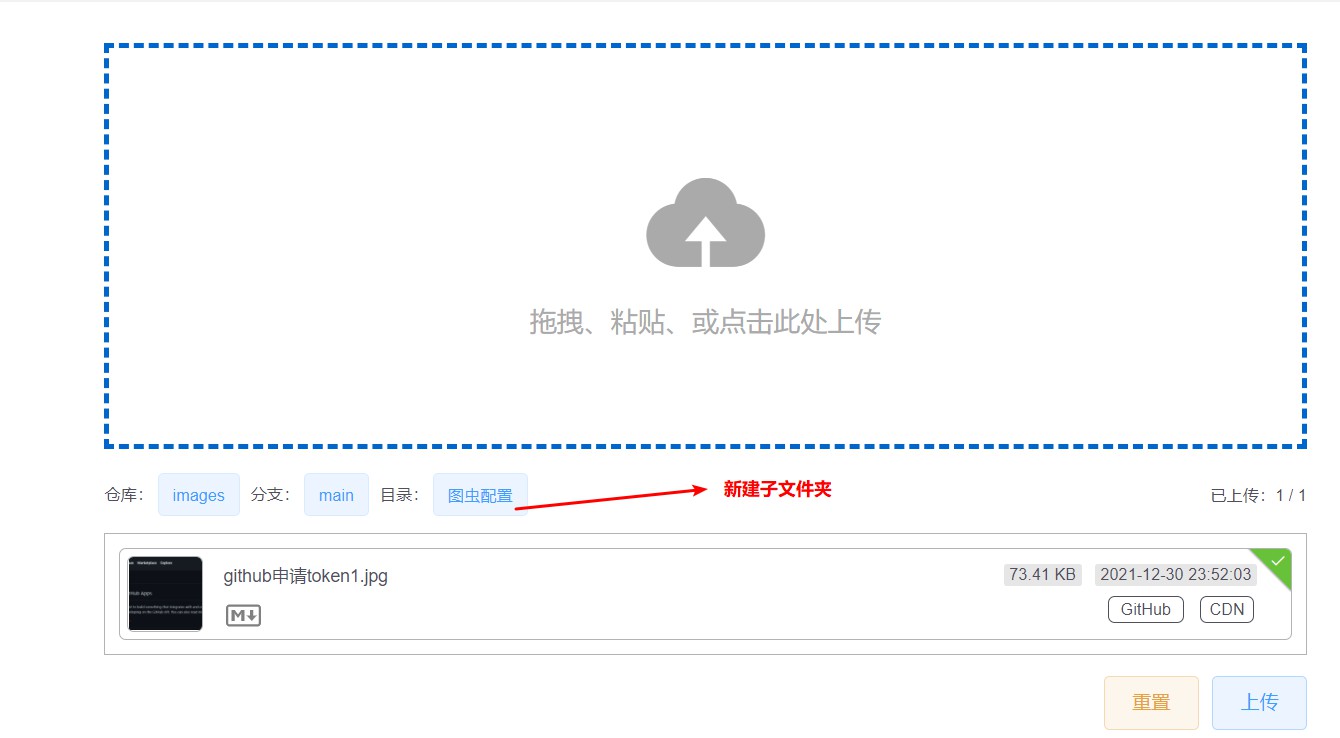 拖拽、粘贴、或点击此处上传
仓库： images 分支： main 目录： 图虫配置 新建子文件夹 已上传：1 / 1
github申请token1.jpg 73.41 KB 2021-12-30 23:52:03
M GitHub CDN
重置 上传